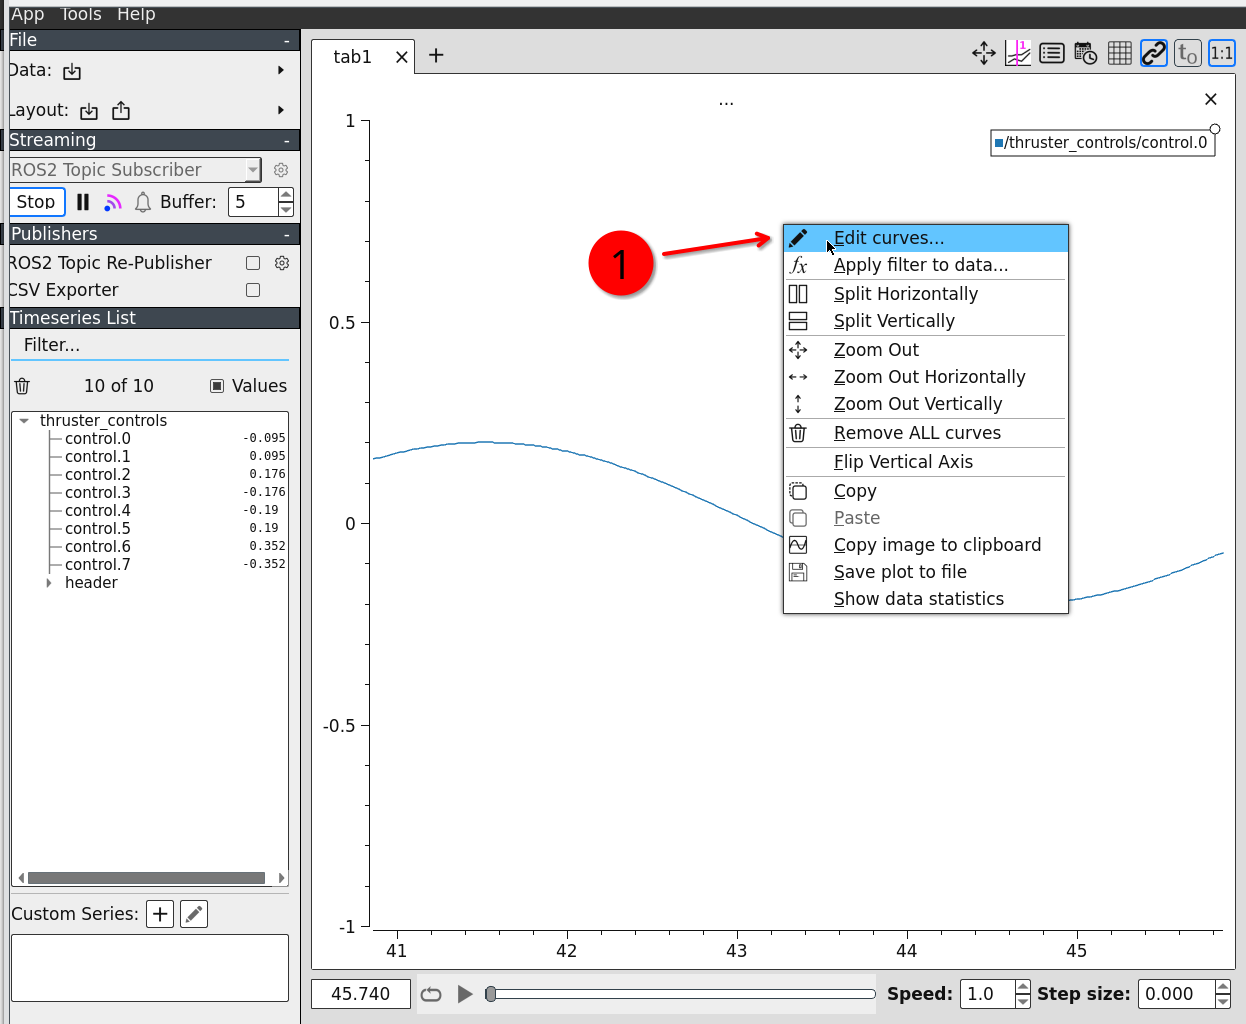 App Tools Help
File -
Data:
Layout:
Streaming -
ROS2 Topic Subscriber
Stop Buffer: 5
Publishers -
ROS2 Topic Re-Publisher
CSV Exporter
Timeseries List
Filter...
10 of 10 Values
thruster_controls
control.0 -0.095
control.1 0.095
control.2 0.176
control.3 -0.176
control.4 -0.19
control.5 0.19
control.6 0.352
control.7 -0.352
header
Custom Series:
tab1
1
t0
1:1
...
/thruster_controls/control.0
1
0.5
0
-0.5
-1
41 42 43 44 45
1
Edit curves...
fx Apply filter to data...
Split Horizontally
Split Vertically
Zoom Out
Zoom Out Horizontally
Zoom Out Vertically
Remove ALL curves
Flip Vertical Axis
Copy
Paste
Copy image to clipboard
Save plot to file
Show data statistics
45.740 Speed: 1.0 Step size: 0.000